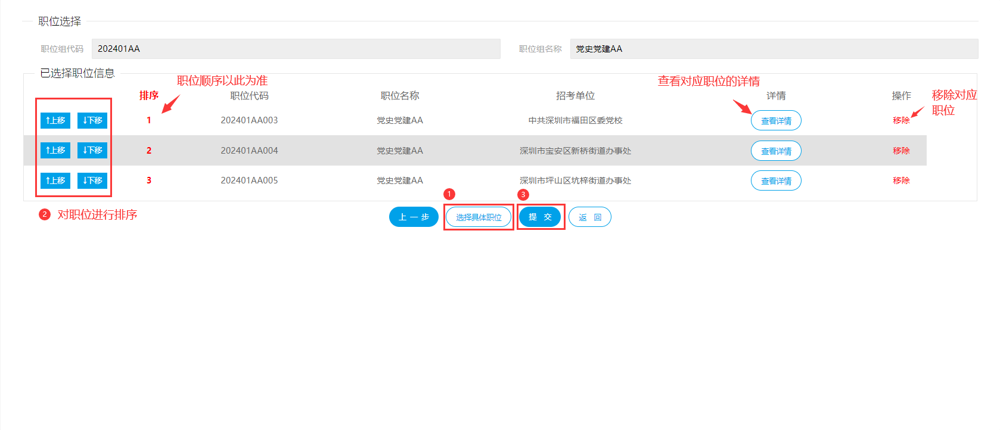 职位选择
职位组代码 202401AA 职位组名称 党史党建AA
已选择职位信息
职位顺序以此为准 查看对应职位的详情
排序 职位代码 职位名称 招考单位 详情 操作 移除对应
职位
↑上移 ↓下移 1 202401AA003 党史党建AA 中共深圳市福田区委党校 查看详情 移除
↑上移 ↓下移 2 202401AA004 党史党建AA 深圳市宝安区新桥街道办事处 查看详情 移除
↑上移 ↓下移 3 202401AA005 党史党建AA 深圳市坪山区坑梓街道办事处 查看详情 移除
1 3
2 对职位进行排序
上一步 选择具体职位 提 交 返 回